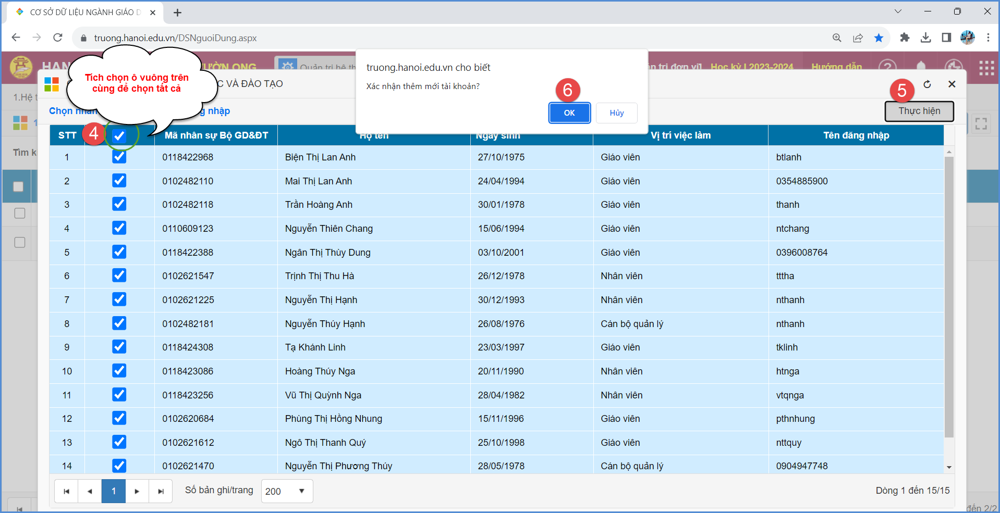 CƠ SỞ DỮ LIỆU NGÀNH GIÁO D
truong.hanoi.edu.vn/DSNguoiDung.aspx
HAN
TƯỜN ONG
Quản trị hệ th
truong.hanoi.edu.vn cho biết
Xác nhận thêm mới tài khoản?
6
OK
Hủy
n trị đơn vị]
Học kỳ I 2023-2024
Hướng dẫn
Tích chọn ô vuông trên
cùng để chọn tất cả
C VÀ ĐÀO TẠO
5
1.Hệ t
Chọn nhân
g nhập
Thực hiện
1
4
STT
Mã nhân sự Bộ GD&ĐT
Họ tên
Ngày sinh
Vị trí việc làm
Tên đăng nhập
Tìm k
1 0118422968 Biện Thị Lan Anh 27/10/1975 Giáo viên btlanh
2 0102482110 Mai Thị Lan Anh 24/04/1994 Giáo viên 0354885900
3 0102482118 Trần Hoàng Anh 30/01/1978 Giáo viên thanh
4 0110609123 Nguyễn Thiên Chang 15/06/1994 Giáo viên ntchang
5 0118422388 Ngân Thị Thùy Dung 03/10/2001 Giáo viên 0396008764
6 0102621547 Trịnh Thị Thu Hà 26/12/1978 Nhân viên tttha
7 0102621225 Nguyễn Thị Hạnh 30/12/1993 Nhân viên nthanh
8 0102482181 Nguyễn Thúy Hạnh 26/08/1976 Cán bộ quản lý nthanh
9 0118424308 Tạ Khánh Linh 23/03/1997 Giáo viên tklinh
10 0118423086 Hoàng Thúy Nga 20/11/1990 Nhân viên htnga
11 0118423256 Vũ Thị Quỳnh Nga 28/04/1982 Nhân viên vtqnga
12 0102620684 Phùng Thị Hồng Nhung 15/11/1996 Giáo viên pthnhung
13 0102621612 Ngô Thị Thanh Quý 25/10/1998 Giáo viên nttquy
14 0102621470 Nguyễn Thị Phương Thúy 28/05/1978 Cán bộ quản lý 0904947748
1
Số bản ghi/trang
200
Dòng 1 đến 15/15
đến 2/2